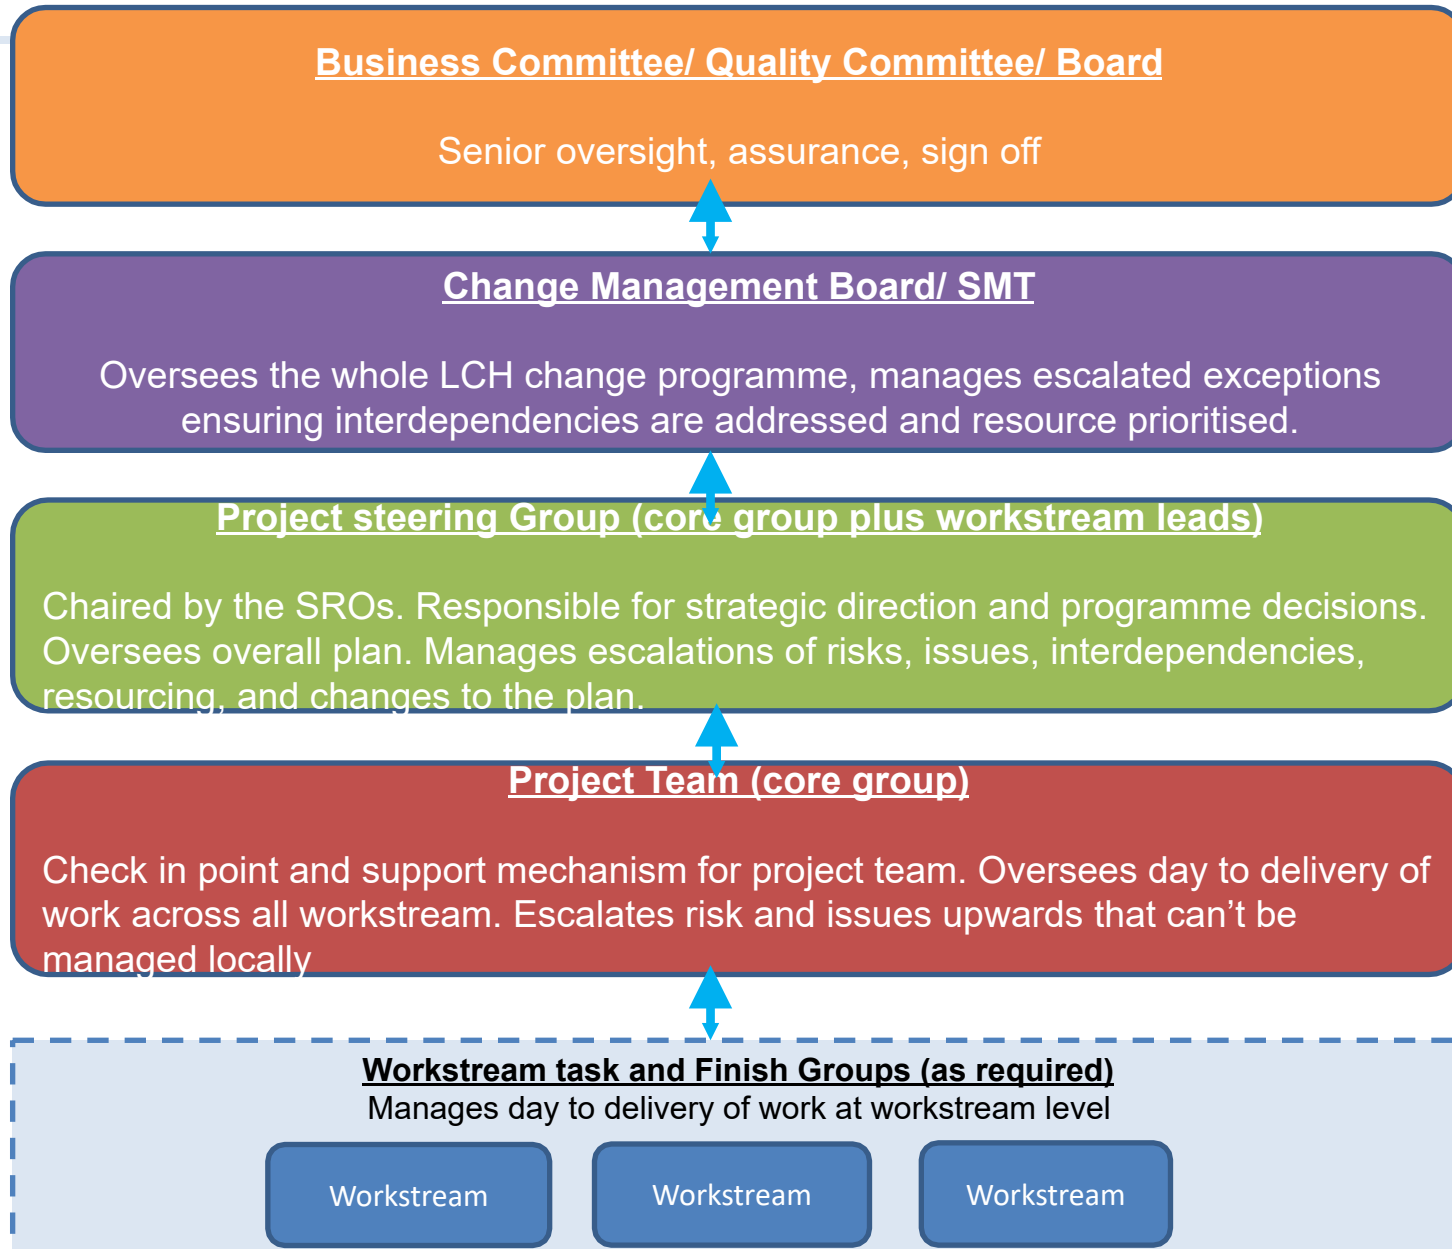 Business Committee/ Quality Committee/ Board
Senior oversight, assurance, sign off
Change Management Board/ SMT
Oversees the whole LCH change programme, manages escalated exceptions
ensuring interdependencies are addressed and resource prioritised.
Project steering Group (core group plus workstream leads)
Chaired by the SROs. Responsible for strategic direction and programme decisions.
Oversees overall plan. Manages escalations of risks, issues, interdependencies,
resourcing, and changes to the plan.
Project Team (core group)
Check in point and support mechanism for project team. Oversees day to delivery of
work across all workstream. Escalates risk and issues upwards that can’t be
managed locally
Workstream task and Finish Groups (as required)
Manages day to delivery of work at workstream level
Workstream
Workstream
Workstream